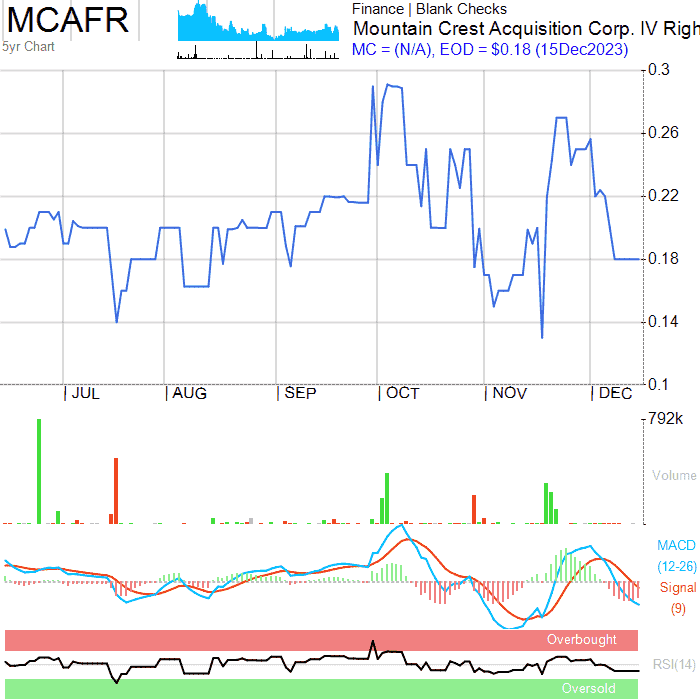 MCAFR
5yr Chart
Finance | Blank Checks
Mountain Crest Acquisition Corp. IV Righ
MC = (N/A), EOD = $0.18 (15Dec2023)
0.3
0.26
0.22
0.18
0.14
0.1
JUL AUG SEP OCT NOV DEC
792k
Volume
MACD
(12-26)
Signal
(9)
Overbought
RSI(14)
Oversold